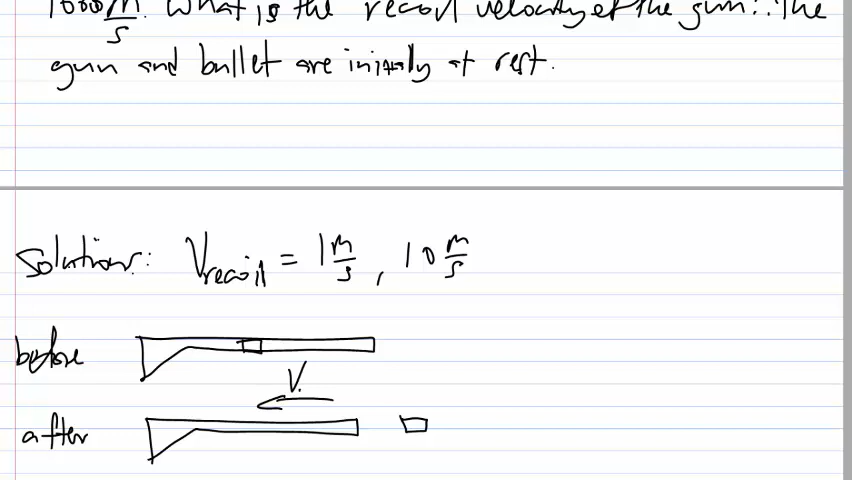 1000 m/s. What is the recoil velocity of the gun? The
gun and bullet are initially at rest.
Solution: V recoil = 1 m/s, 10 m/s
before
V
after